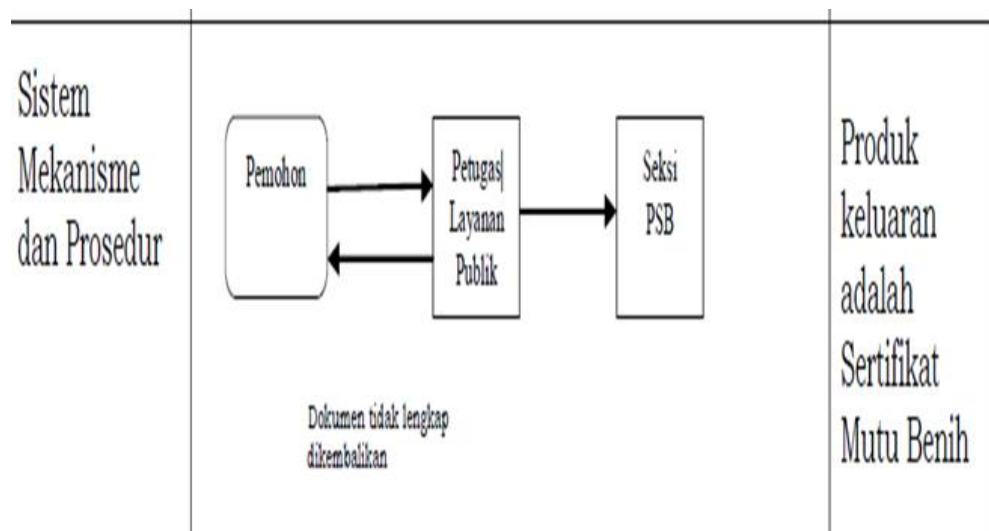 Sistem
Mekanisme
dan Prosedur
Pemohon
Petugas
Layanan
Publik
Seksi
PSB
Dokumen tidak lengkap
dikembalikan
Produk
keluaran
adalah
Sertifikat
Mutu Benih